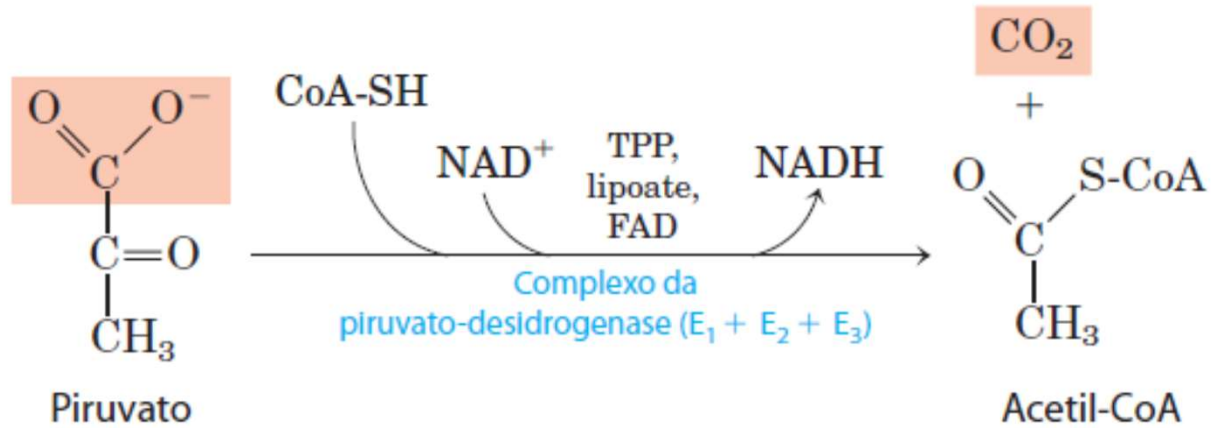 CO₂
+
O O⁻
C
C=O
CH₃
Piruvato
CoA-SH
NAD⁺
TPP,
lipoate,
FAD
NADH
Complexo da
piruvato-desidrogenase (E₁ + E₂ + E₃)
O S-CoA
C
CH₃
Acetil-CoA